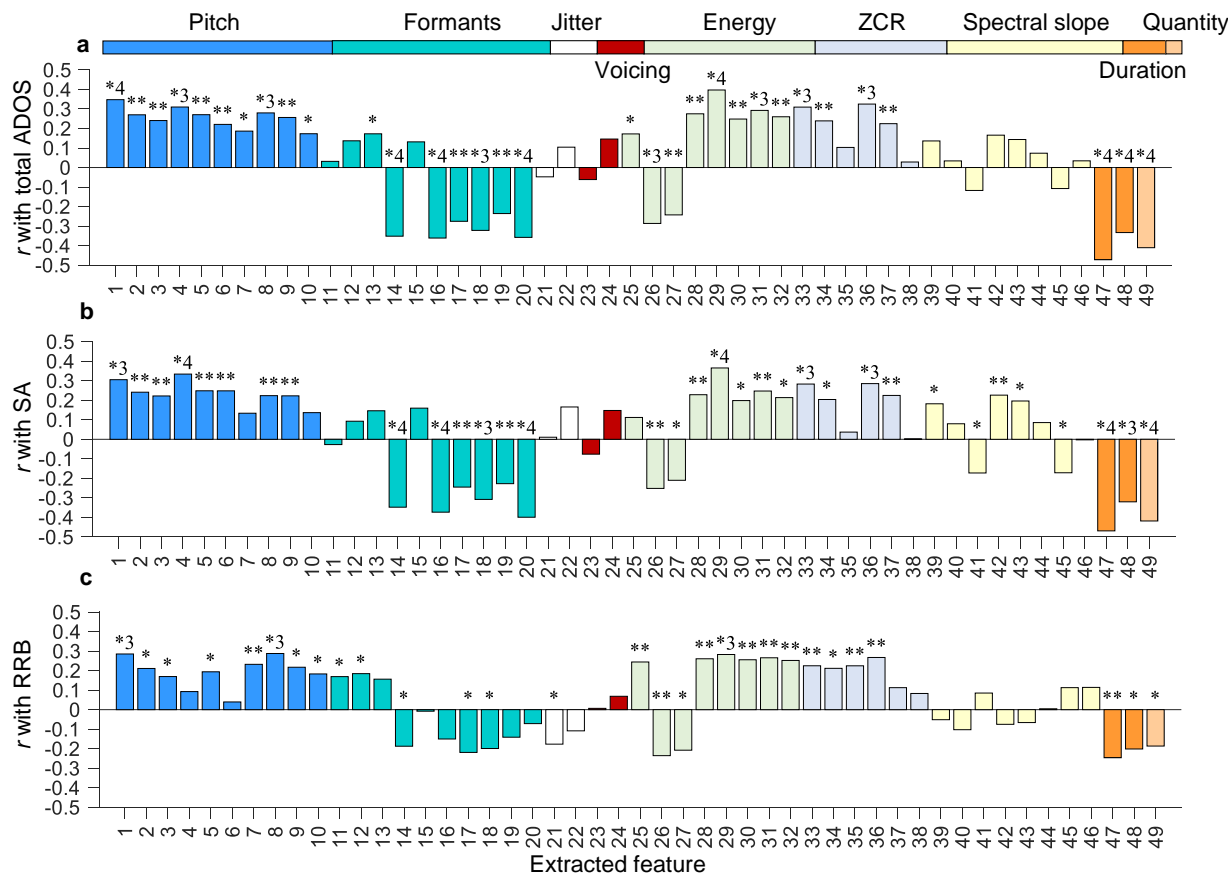 Pitch Formants Jitter Energy ZCR Spectral slope Quantity
a
Voicing Duration
0.5
0.4
0.3
0.2
0.1
0
-0.1
-0.2
-0.3
-0.4
-0.5
r with total ADOS
*4 ** ** *3 ** ** * *3 ** * * *4 *4 *** *3 *** *4 * *3 ** ** *4 ** *3 ** *3 ** *3 ** *4 *4 *4
1 2 3 4 5 6 7 8 9 10 11 12 13 14 15 16 17 18 19 20 21 22 23 24 25 26 27 28 29 30 31 32 33 34 35 36 37 38 39 40 41 42 43 44 45 46 47 48 49
b
0.5
0.4
0.3
0.2
0.1
0
-0.1
-0.2
-0.3
-0.4
-0.5
r with SA
*3 ** ** *4 ** ** ** ** *4 *4 *** *3 *** *4 ** * ** *4 * ** * *3 * *3 ** * * ** * * *4 *3 *4
1 2 3 4 5 6 7 8 9 10 11 12 13 14 15 16 17 18 19 20 21 22 23 24 25 26 27 28 29 30 31 32 33 34 35 36 37 38 39 40 41 42 43 44 45 46 47 48 49
c
0.5
0.4
0.3
0.2
0.1
0
-0.1
-0.2
-0.3
-0.4
-0.5
r with RRB
*3 * * * ** *3 * * * * * * * * ** ** * ** *3 ** ** ** ** * ** ** ** * *
1 2 3 4 5 6 7 8 9 10 11 12 13 14 15 16 17 18 19 20 21 22 23 24 25 26 27 28 29 30 31 32 33 34 35 36 37 38 39 40 41 42 43 44 45 46 47 48 49
Extracted feature